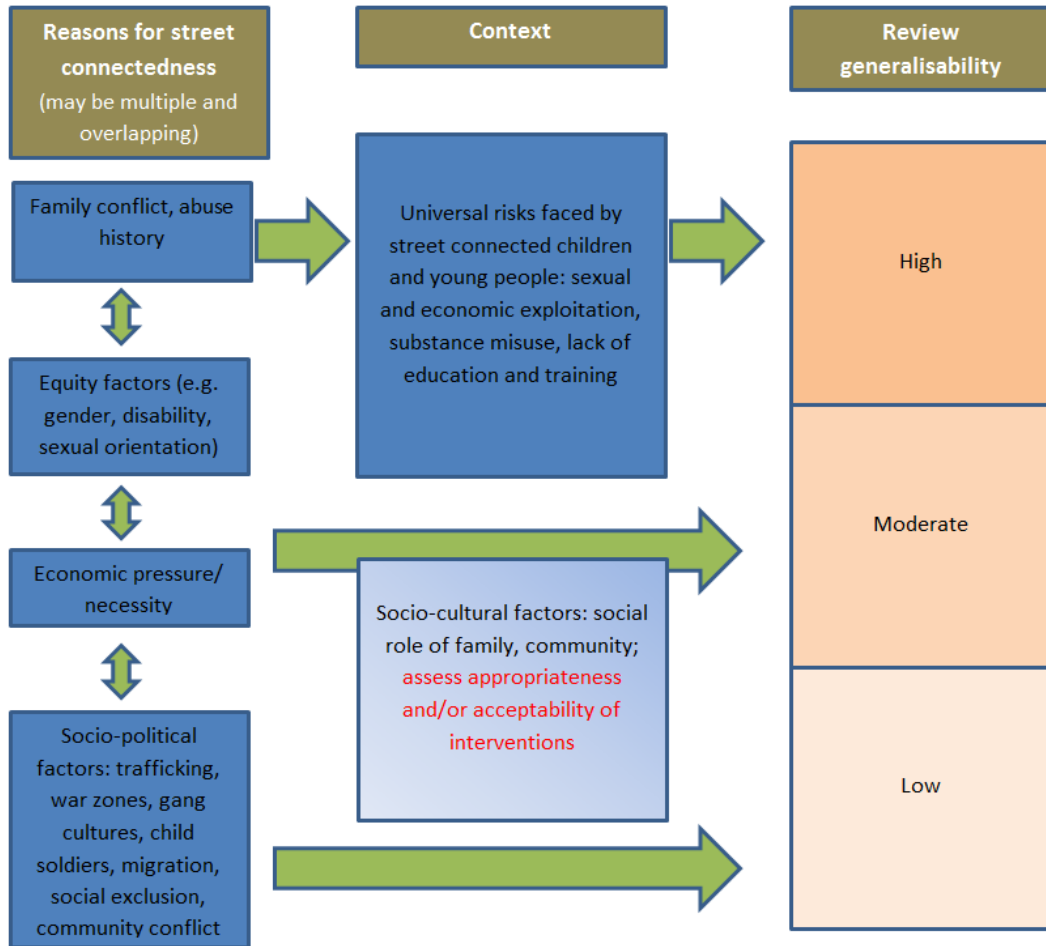 Reasons for street
connectedness
(may be multiple and
overlapping)
Context
Review
generalisability
Family conflict, abuse
history
Equity factors (e.g.
gender, disability,
sexual orientation)
Economic pressure/
necessity
Socio-political
factors: trafficking,
war zones, gang
cultures, child
soldiers, migration,
social exclusion,
community conflict
Universal risks faced by
street connected children
and young people: sexual
and economic exploitation,
substance misuse, lack of
education and training
Socio-cultural factors: social
role of family, community;
assess appropriateness
and/or acceptability of
interventions
High
Moderate
Low